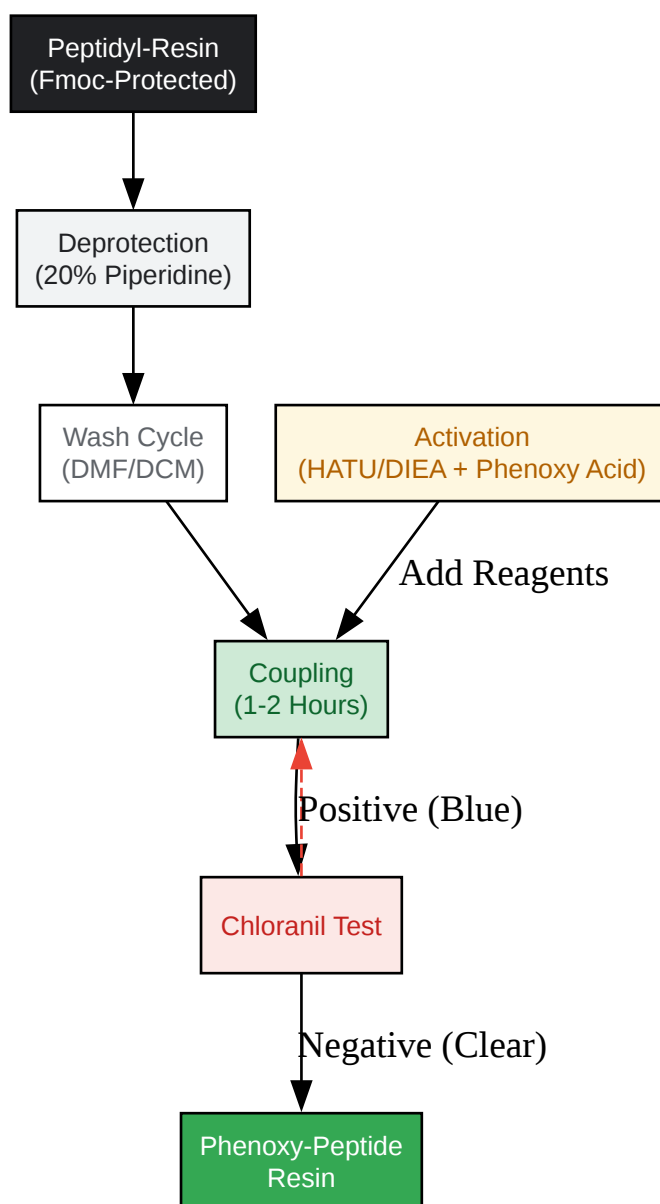 Peptidyl-Resin
(Fmoc-Protected)
Deprotection
(20% Piperidine)
Wash Cycle
(DMF/DCM)
Activation
(HATU/DIEA + Phenoxy Acid)
Add Reagents
Coupling
(1-2 Hours)
Positive (Blue)
Chloranil Test
Negative (Clear)
Phenoxy-Peptide
Resin